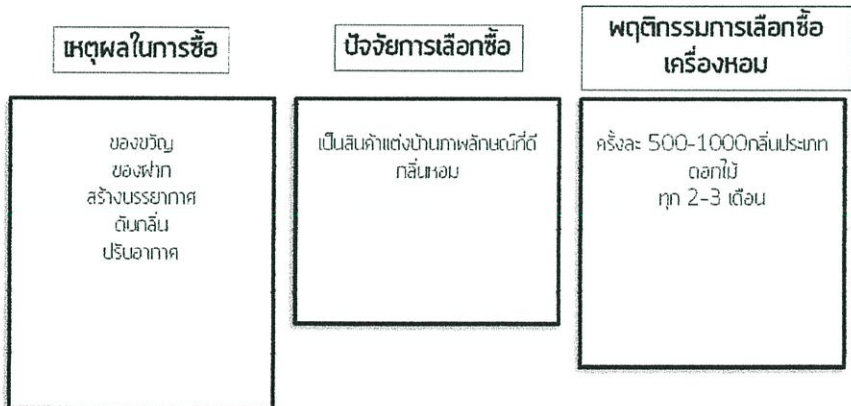 เหตุผลในการซื้อ
ของขวัญ
ของฝาก
สร้างบรรยากาศ
ดับกลิ่น
ปรับอากาศ
ปัจจัยการเลือกซื้อ
เป็นสินค้าแต่งบ้านภาพลักษณ์ที่ดี
กลิ่นหอม
พฤติกรรมการเลือกซื้อ
เครื่องหอม
ครั้งละ 500-1000กลิ่นประเภท
ดอกไม้
ทุก 2-3 เดือน